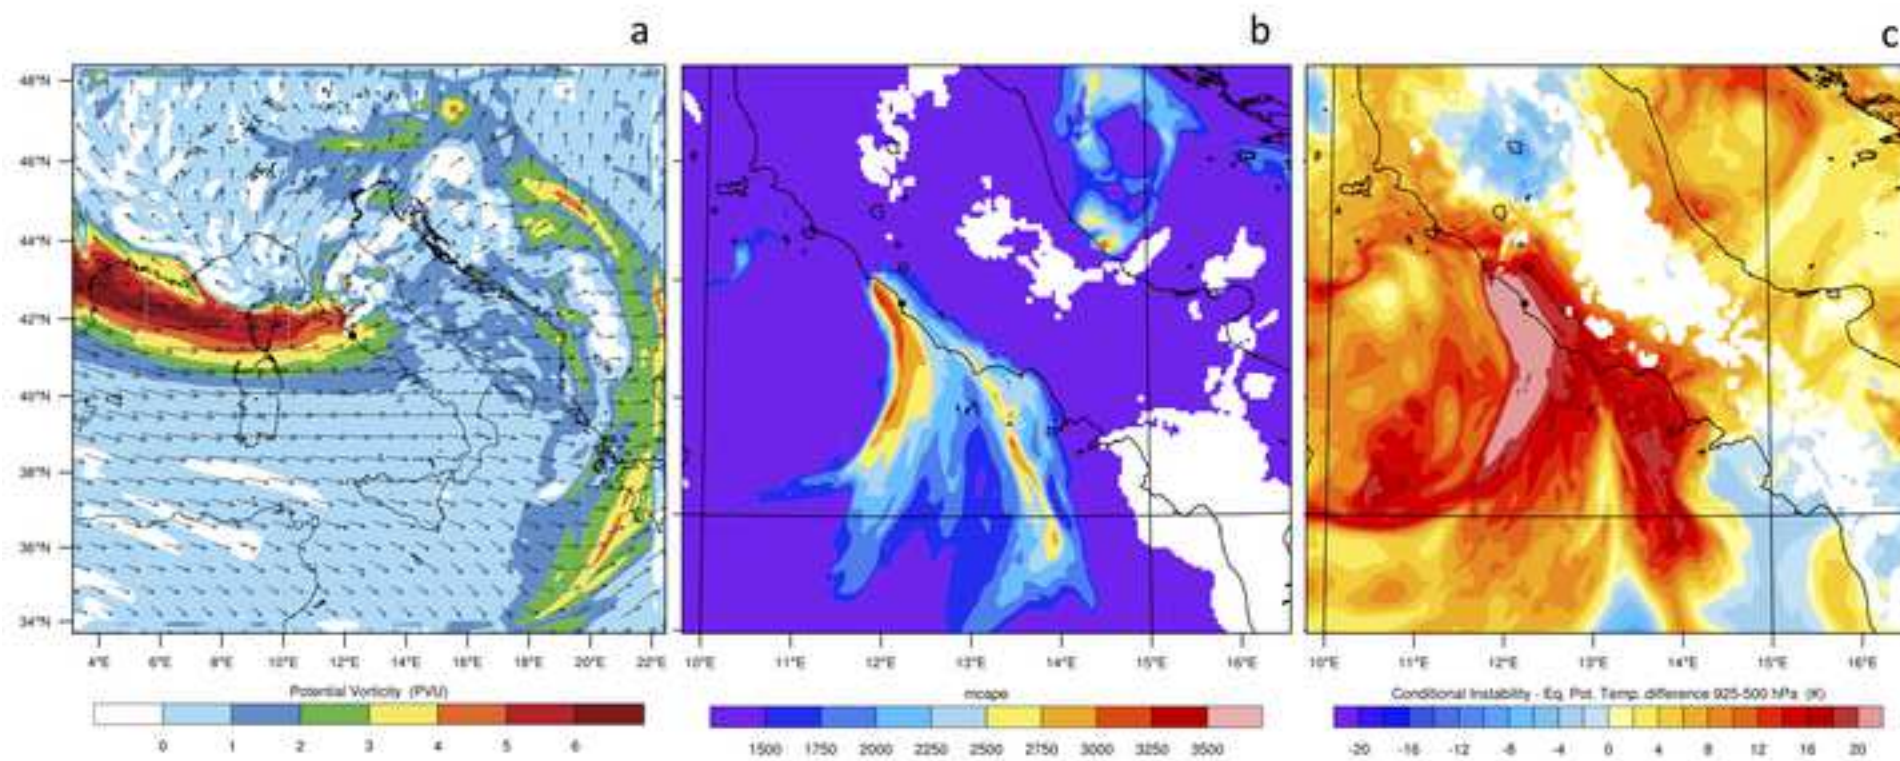 a
b
c
48°N
46°N
44°N
42°N
40°N
38°N
36°N
34°N
4°E 6°E 8°E 10°E 12°E 14°E 16°E 18°E 20°E 22°E
10°E 11°E 12°E 13°E 14°E 15°E 16°E
10°E 11°E 12°E 13°E 14°E 15°E 16°E
Potential Vorticity (PVU)
0 1 2 3 4 5 6
mcape
1500 1750 2000 2250 2500 2750 3000 3250 3500
Conditional Instability - Eq. Pot. Temp. difference 925-500 hPa (K)
-20 -16 -12 -8 -4 0 4 8 12 16 20